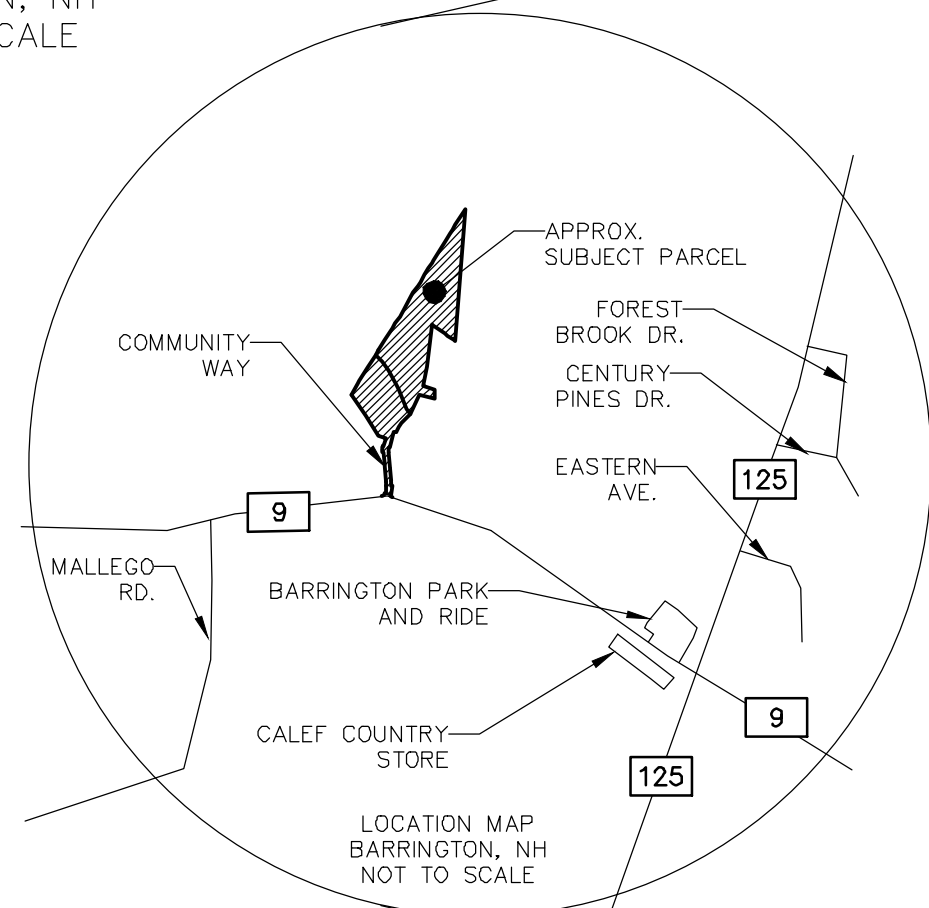 N, NH
CALE
APPROX.
SUBJECT PARCEL
FOREST
BROOK DR.
COMMUNITY
WAY
CENTURY
PINES DR.
EASTERN
AVE.
125
9
MALLEGO
RD.
BARRINGTON PARK
AND RIDE
9
CALEF COUNTRY
STORE
125
LOCATION MAP
BARRINGTON, NH
NOT TO SCALE